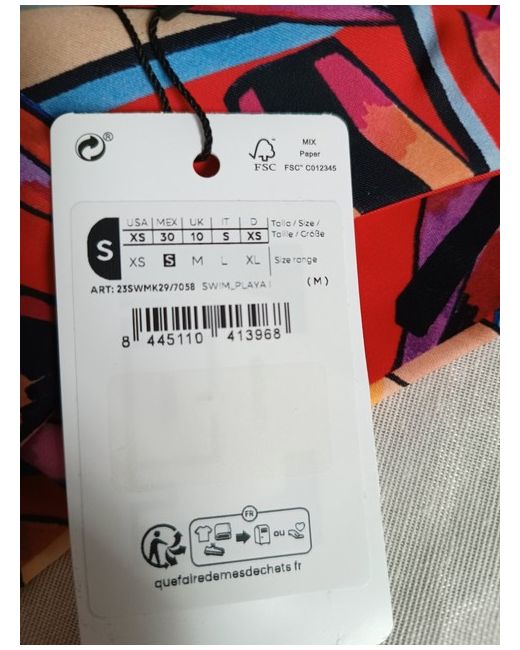 ®
FSC
MIX
Paper
FSC™ C012345
S
USA MEX UK IT D Talla / Size /
XS 30 10 S XS Taille / Größe
XS S M L XL Size range
ART: 23SWMK29/7058 SWIM_PLAYA I (M)
8 445110 413968
FR
ou
quefairedemesdechets.fr